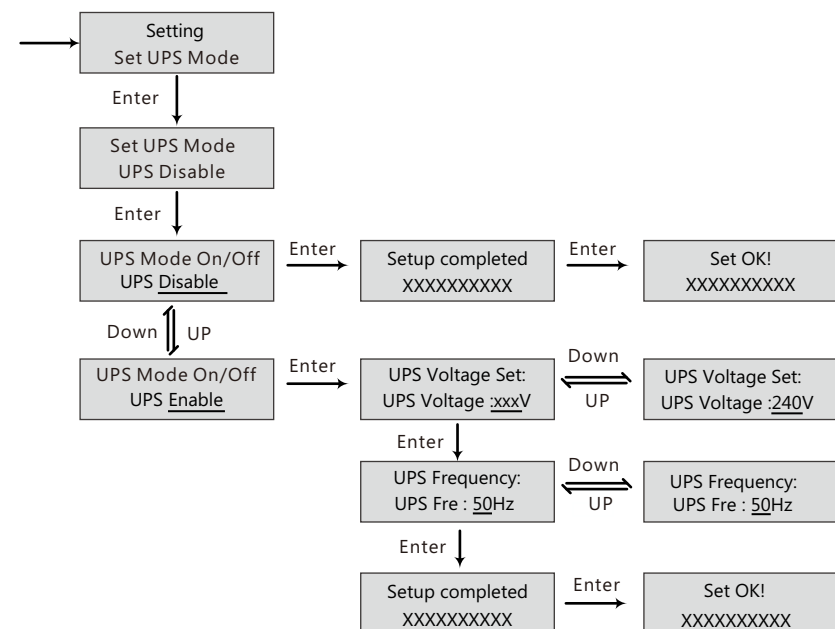 Setting
Set UPS Mode
Enter
Set UPS Mode
UPS Disable
Enter
UPS Mode On/Off
UPS Disable
Enter
Setup completed
XXXXXXXXXX
Enter
Set OK!
XXXXXXXXXX
Down
UP
UPS Mode On/Off
UPS Enable
Enter
UPS Voltage Set:
UPS Voltage :xxxV
Down
UP
UPS Voltage Set:
UPS Voltage :240V
Enter
UPS Frequency:
UPS Fre : 50Hz
Down
UP
UPS Frequency:
UPS Fre : 50Hz
Enter
Setup completed
XXXXXXXXXX
Enter
Set OK!
XXXXXXXXXX